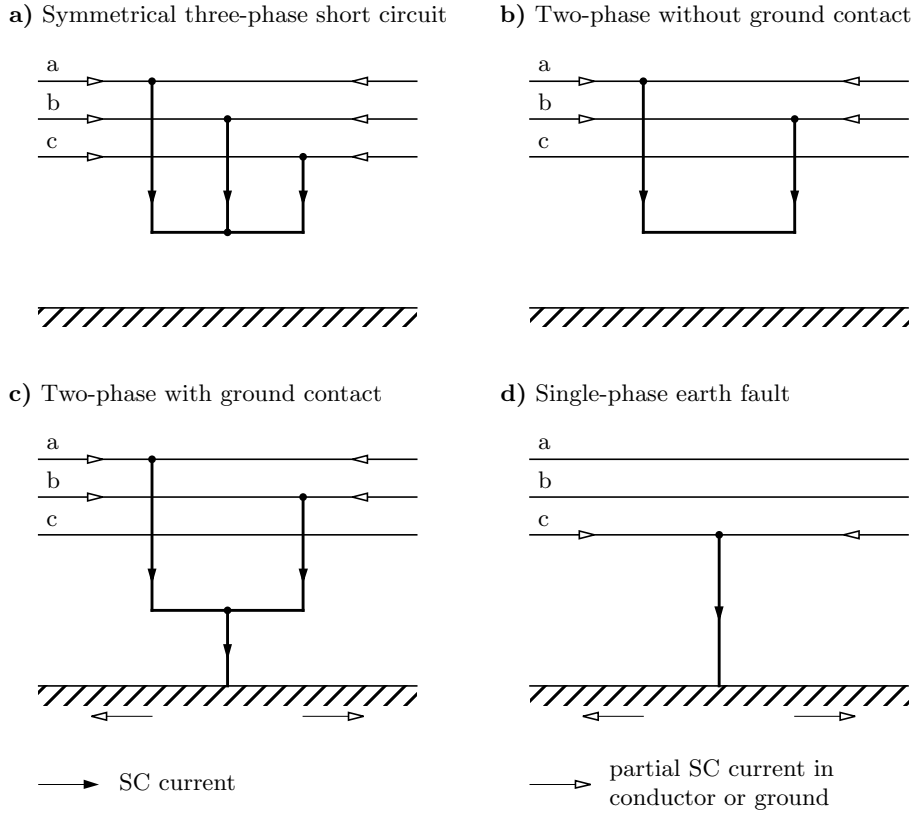 a) Symmetrical three-phase short circuit
a
b
c
b) Two-phase without ground contact
a
b
c
c) Two-phase with ground contact
a
b
c
d) Single-phase earth fault
a
b
c
SC current
partial SC current in
conductor or ground